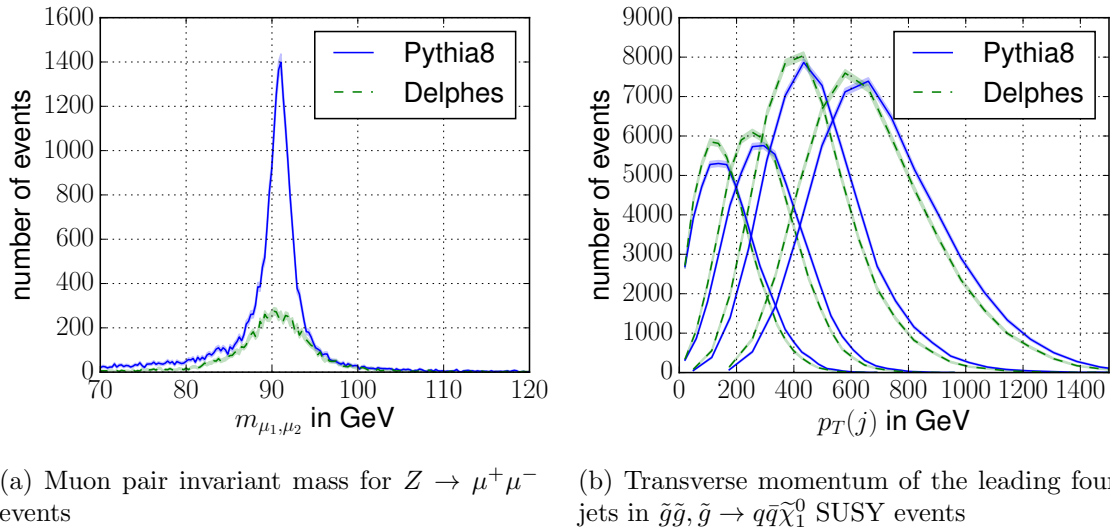 1600
1400
1200
1000
800
600
400
200
0
number of events
70 80 90 100 110 120
m_{μ1,μ2} in GeV
Pythia8
Delphes
9000
8000
7000
6000
5000
4000
3000
2000
1000
0
number of events
0 200 400 600 800 1000 1200 1400
p_T(j) in GeV
Pythia8
Delphes
(a) Muon pair invariant mass for Z → μ⁺μ⁻
events
(b) Transverse momentum of the leading four
jets in g̃g̃, g̃ → qq̄χ̃⁰₁ SUSY events